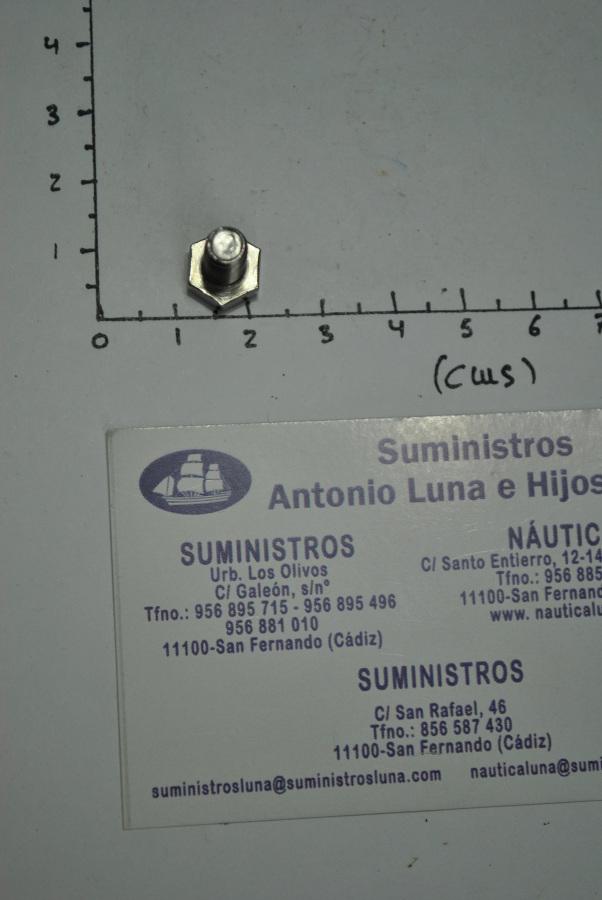 4
3
2
1
0 1 2 3 4 5 6 7
(cms)
Suministros
Antonio Luna e Hijos
SUMINISTROS
Urb. Los Olivos
C/ Galeón, s/nº
Tfno.: 956 895 715 - 956 895 496
956 881 010
11100-San Fernando (Cádiz)
NÁUTIC
C/ Santo Entierro, 12-14
Tfno.: 956 885
11100-San Fernand
www. nauticalu
SUMINISTROS
C/ San Rafael, 46
Tfno.: 856 587 430
11100-San Fernando (Cádiz)
suministrosluna@suministrosluna.com nauticaluna@sumi